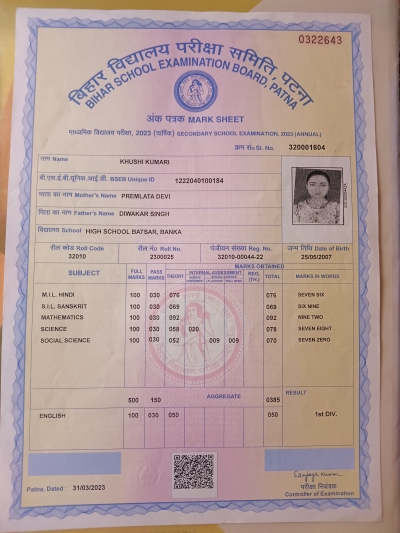 0322643
बिहार विद्यालय परीक्षा समिति, पटना
BIHAR SCHOOL EXAMINATION BOARD, PATNA
अंक पत्रक MARK SHEET
माध्यमिक विद्यालय परीक्षा, 2023 (वार्षिक) SECONDARY SCHOOL EXAMINATION, 2023 (ANNUAL)
क्रम सं० Sl. No. 320001604
नाम Name KHUSHI KUMARI
बी.एस.ई.बी.यूनिक.आई.डी. BSEB Unique ID 1222040100184
माता का नाम Mother's Name PREMLATA DEVI
पिता का नाम Father's Name DIWAKAR SINGH
विद्यालय School HIGH SCHOOL BATSAR, BANKA
रौल कोड Roll Code रौल नं० Roll No. पंजीयन संख्या Reg. No. जन्म तिथि Date of Birth
32010 2300025 32010-00044-22 25/05/2007
MARKS OBTAINED
SUBJECT FULL MARKS PASS MARKS THEORY INTERNAL ASSESSMENT REG. (Th.) TOTAL MARKS IN WORDS
M.I.L. HINDI 100 030 076 076 SEVEN SIX
S.I.L. SANSKRIT 100 030 069 069 SIX NINE
MATHEMATICS 100 030 092 092 NINE TWO
SCIENCE 100 030 058 020 078 SEVEN EIGHT
SOCIAL SCIENCE 100 030 052 009 009 070 SEVEN ZERO
500 150 AGGREGATE 0385 RESULT
ENGLISH 100 030 050 050 1st DIV.
Patna, Dated : 31/03/2023
Sanjaya Kumar
परीक्षा नियंत्रक
Controller of Examination